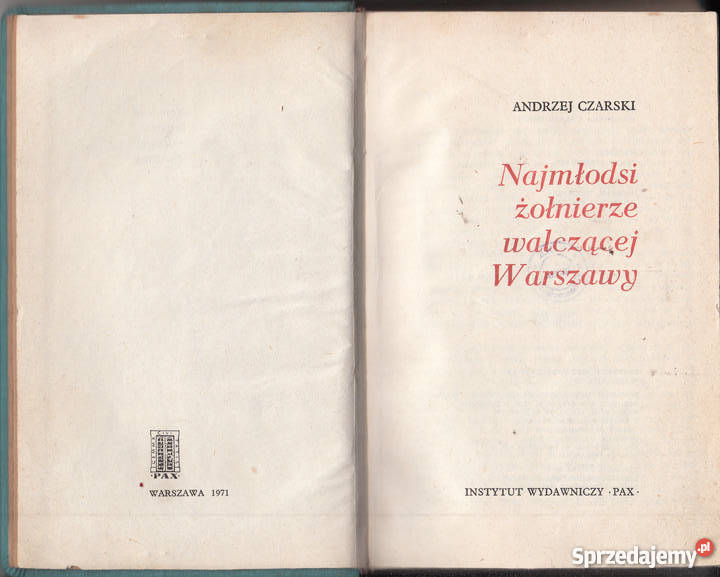 ·PAX·
WARSZAWA 1971
ANDRZEJ CZARSKI
Najmłodsi
żołnierze
walczącej
Warszawy
INSTYTUT WYDAWNICZY ·PAX·
Sprzedajemy.pl